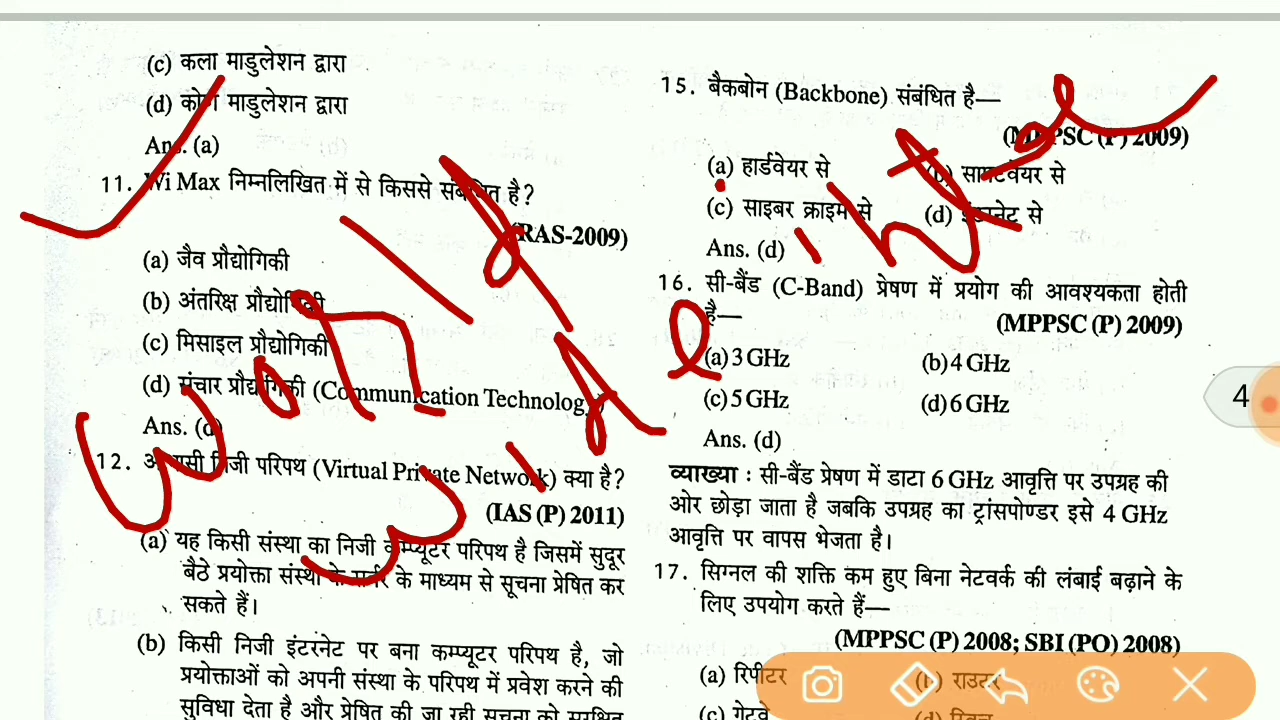 (c) कला माडुलेशन द्वारा
(d) कोण माडुलेशन द्वारा
Ans. (a)
11. Wi Max निम्नलिखित में से किससे संबंधित है?
(RAS-2009)
(a) जैव प्रौद्योगिकी
(b) अंतरिक्ष प्रौद्योगिकी
(c) मिसाइल प्रौद्योगिकी
(d) संचार प्रौद्योगिकी (Communication Technology)
Ans. (d)
12. आभासी निजी परिपथ (Virtual Private Network) क्या है?
(IAS (P) 2011)
(a) यह किसी संस्था का निजी कम्प्यूटर परिपथ है जिसमें सुदूर
बैठे प्रयोक्ता संस्था के सर्वर के माध्यम से सूचना प्रेषित कर
सकते हैं।
(b) किसी निजी इंटरनेट पर बना कम्प्यूटर परिपथ है, जो
प्रयोक्ताओं को अपनी संस्था के परिपथ में प्रवेश करने की
सुविधा देता है और प्रेषित की जा रही सूचना को सुरक्षित
15. बैकबोन (Backbone) संबंधित है—
(MPPSC (P) 2009)
(a) हार्डवेयर से (b) साफ्टवेयर से
(c) साइबर क्राइम से (d) इंटरनेट से
Ans. (d)
16. सी-बैंड (C-Band) प्रेषण में प्रयोग की आवश्यकता होती
है—
(MPPSC (P) 2009)
(a) 3 GHz (b) 4 GHz
(c) 5 GHz (d) 6 GHz
Ans. (d)
व्याख्या : सी-बैंड प्रेषण में डाटा 6 GHz आवृत्ति पर उपग्रह की
ओर छोड़ा जाता है जबकि उपग्रह का ट्रांसपोण्डर इसे 4 GHz
आवृत्ति पर वापस भेजता है।
17. सिग्नल की शक्ति कम हुए बिना नेटवर्क की लंबाई बढ़ाने के
लिए उपयोग करते हैं—
(MPPSC (P) 2008; SBI (PO) 2008)
(a) रिपीटर (b) राउटर
(c) गेटवे (d) स्विच
4
world wide
inter